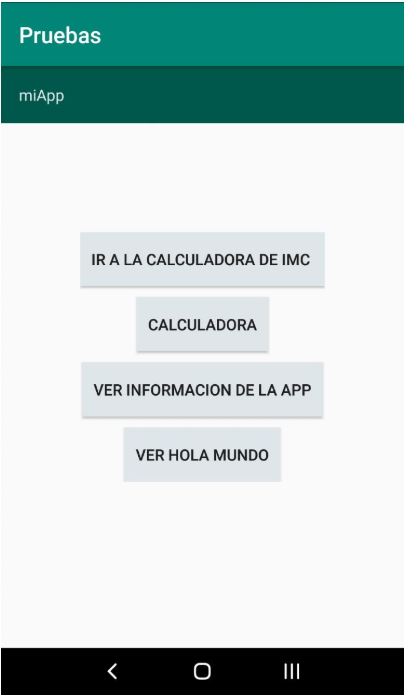 Pruebas
miApp
IR A LA CALCULADORA DE IMC
CALCULADORA
VER INFORMACION DE LA APP
VER HOLA MUNDO